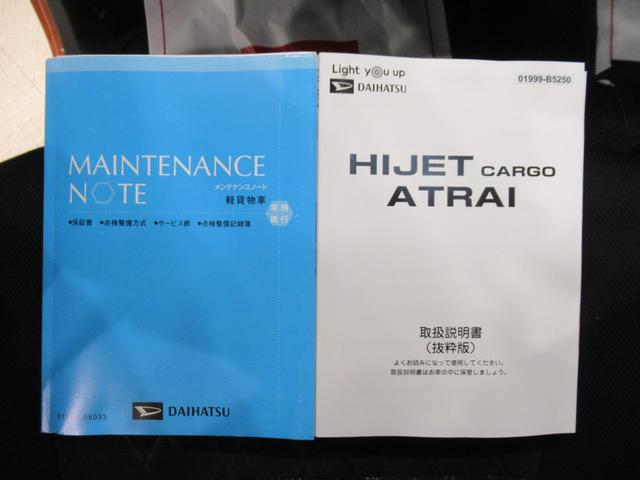 MAINTENANCE
NOTE
メンテナンスノート
軽貨物車
常時
携行
●保証書 ●点検整備方式 ●サービス網 ●点検整備記録簿
DAIHATSU
Light you up
DAIHATSU
01999-B5250
HIJET CARGO
ATRAI
取扱説明書
（抜粋版）
よくお読みになって使用してください。
取扱説明書はお車の中に保管しましょう。